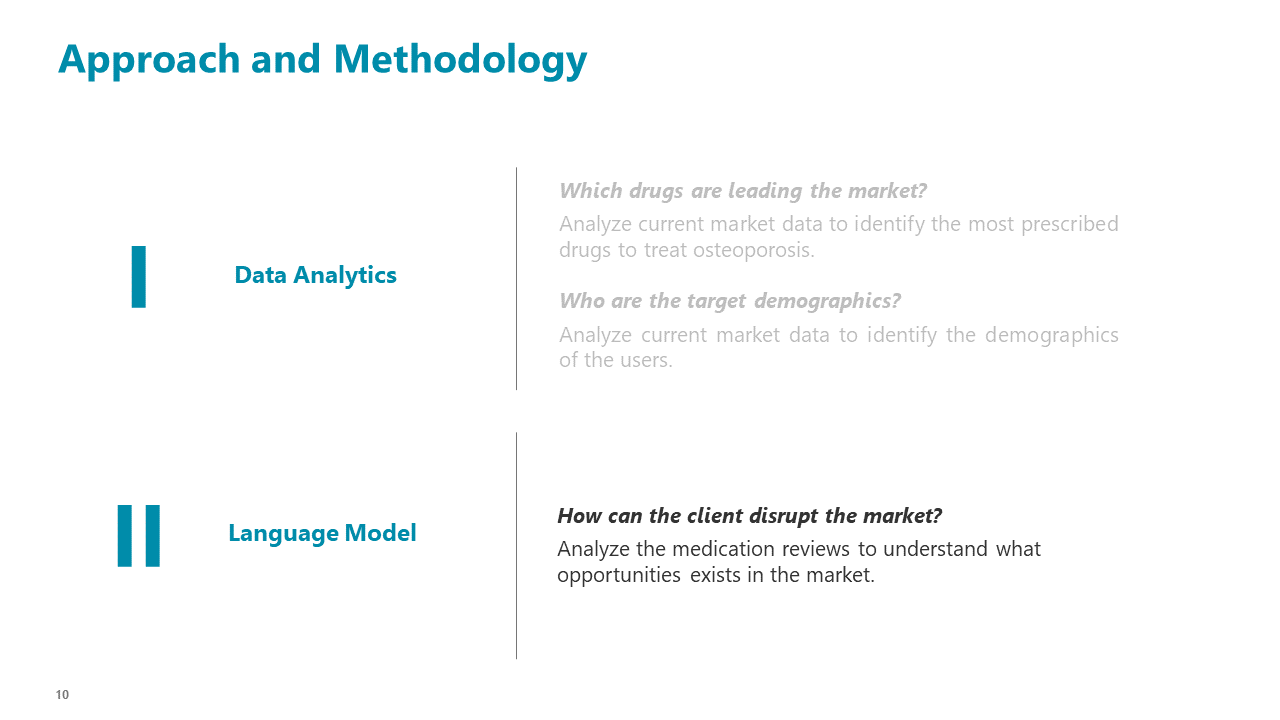 Approach and Methodology
I
Data Analytics
Which drugs are leading the market?
Analyze current market data to identify the most prescribed
drugs to treat osteoporosis.
Who are the target demographics?
Analyze current market data to identify the demographics
of the users.
II
Language Model
How can the client disrupt the market?
Analyze the medication reviews to understand what
opportunities exists in the market.
10